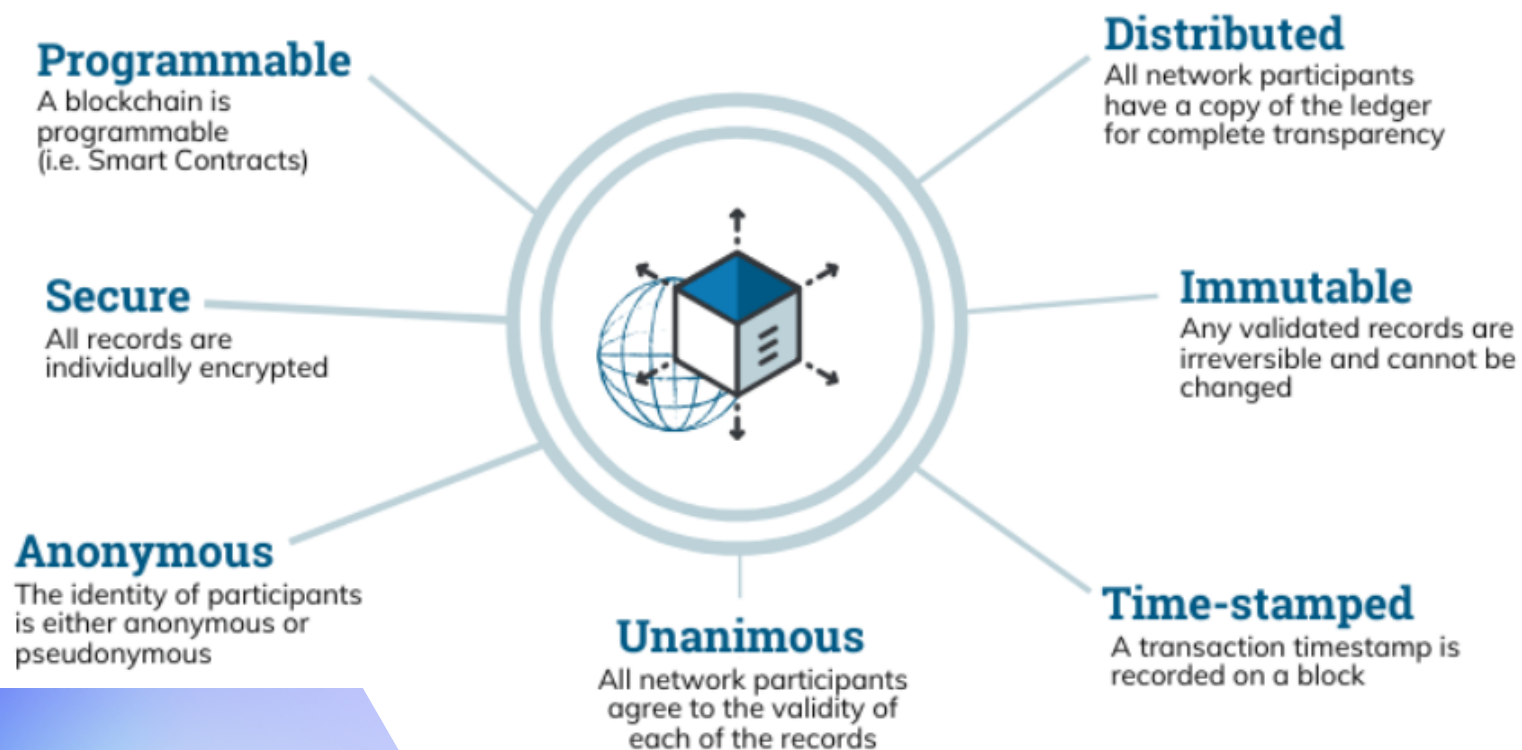 Programmable
A blockchain is
programmable
(i.e. Smart Contracts)
Distributed
All network participants
have a copy of the ledger
for complete transparency
Secure
All records are
individually encrypted
Immutable
Any validated records are
irreversible and cannot be
changed
Anonymous
The identity of participants
is either anonymous or
pseudonymous
Unanimous
All network participants
agree to the validity of
each of the records
Time-stamped
A transaction timestamp is
recorded on a block